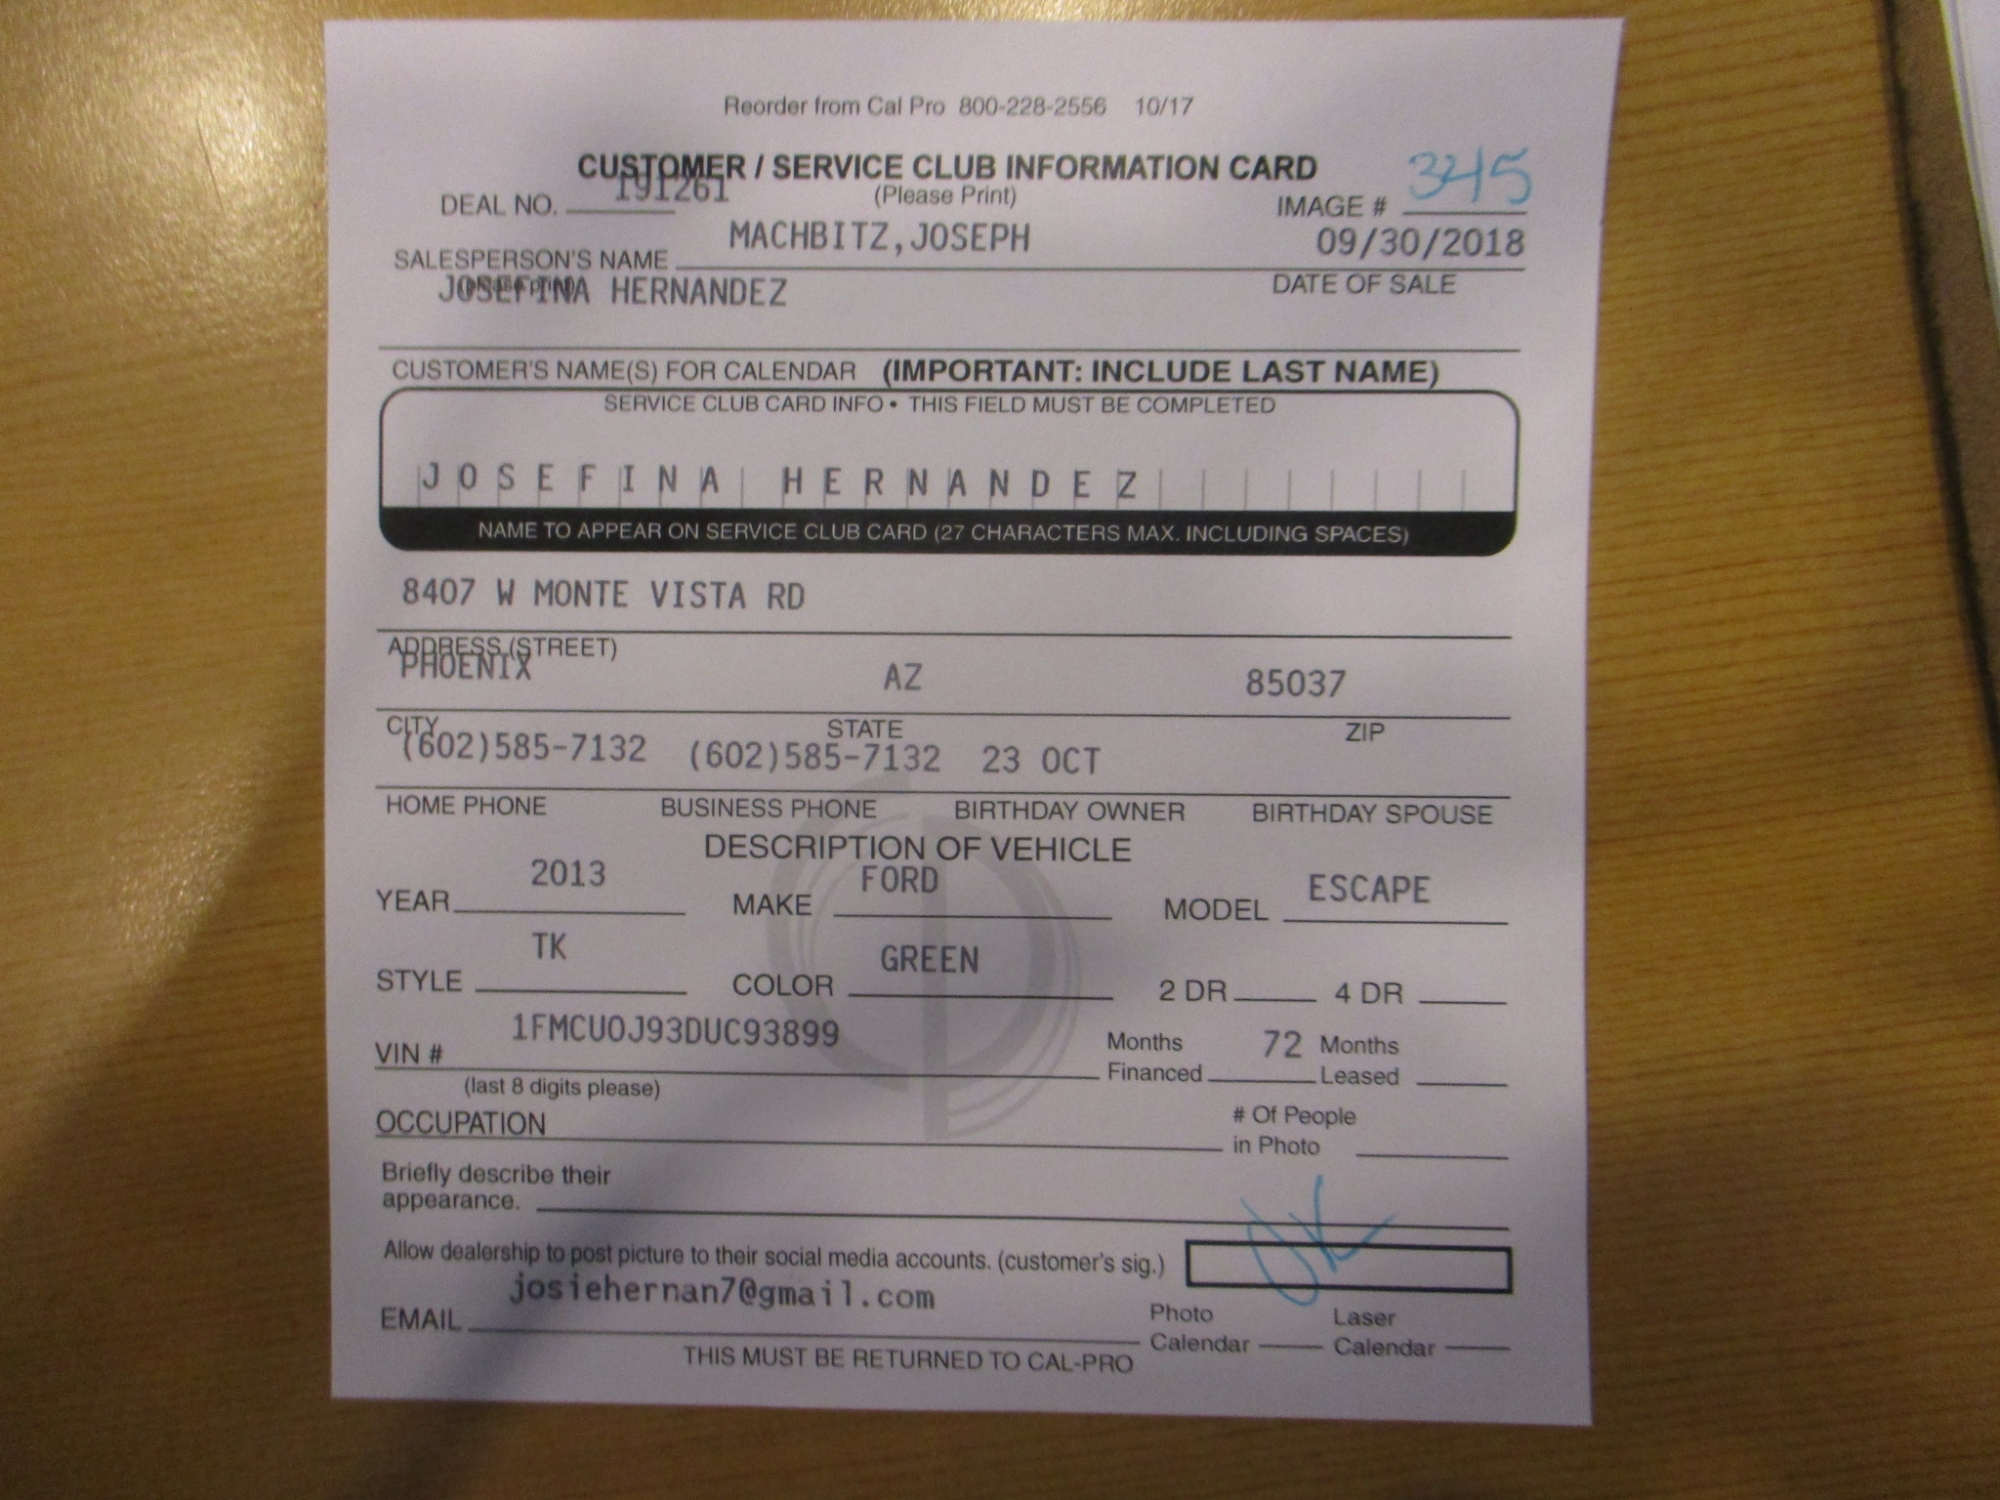 Reorder from Cal Pro 800-228-2556 10/17
CUSTOMER / SERVICE CLUB INFORMATION CARD
(Please Print)
DEAL NO. 191261
IMAGE # 345
SALESPERSON'S NAME MACHBITZ,JOSEPH
09/30/2018
(please print)
DATE OF SALE
JOSEFINA HERNANDEZ
CUSTOMER'S NAME(S) FOR CALENDAR (IMPORTANT: INCLUDE LAST NAME)
SERVICE CLUB CARD INFO • THIS FIELD MUST BE COMPLETED
JOSEFINA HERNANDEZ
NAME TO APPEAR ON SERVICE CLUB CARD (27 CHARACTERS MAX. INCLUDING SPACES)
8407 W MONTE VISTA RD
ADDRESS (STREET)
PHOENIX AZ 85037
CITY STATE ZIP
(602)585-7132 (602)585-7132 23 OCT
HOME PHONE BUSINESS PHONE BIRTHDAY OWNER BIRTHDAY SPOUSE
DESCRIPTION OF VEHICLE
YEAR 2013 MAKE FORD MODEL ESCAPE
STYLE TK COLOR GREEN 2 DR 4 DR
VIN # 1FMCU0J93DUC93899 Months Financed 72 Months Leased
(last 8 digits please)
OCCUPATION # Of People in Photo
Briefly describe their
appearance.
Allow dealership to post picture to their social media accounts. (customer's sig.) OK
EMAIL josiehernan7@gmail.com Photo Calendar Laser Calendar
THIS MUST BE RETURNED TO CAL-PRO